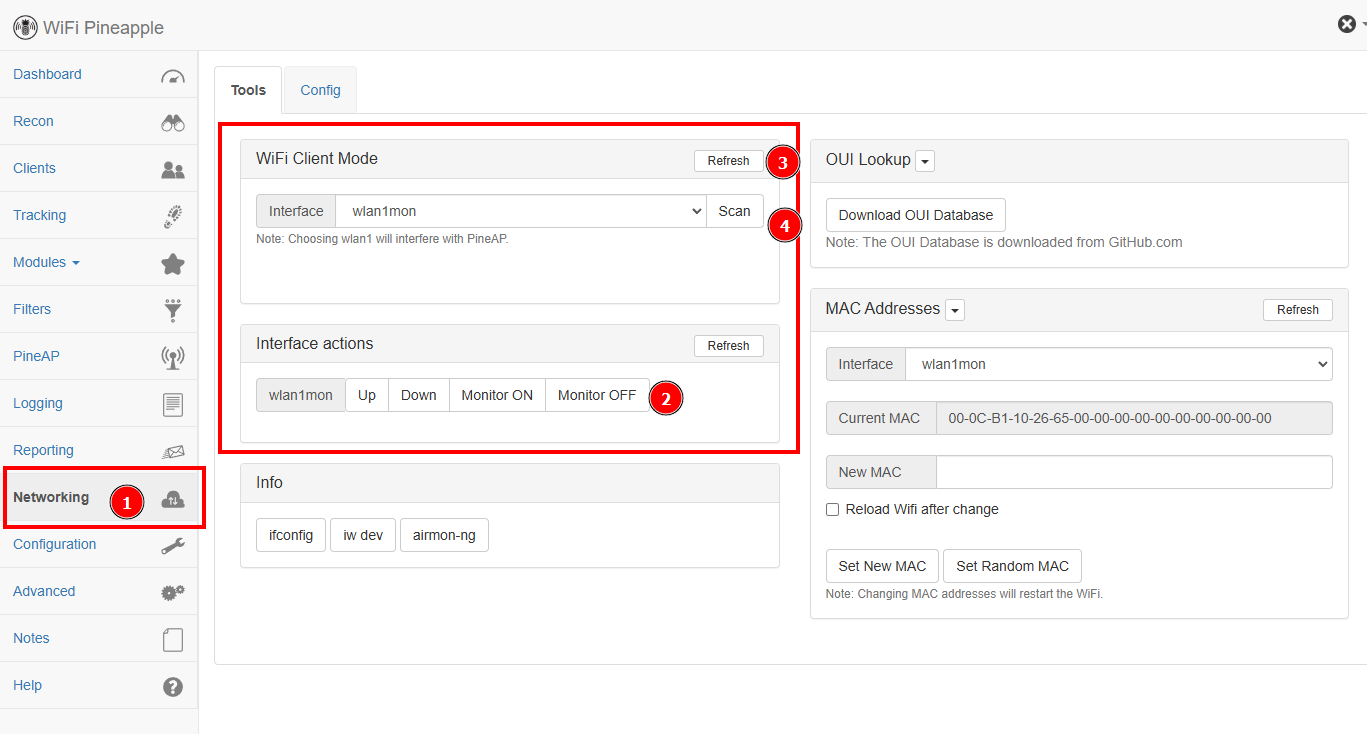 WiFi Pineapple
Dashboard
Recon
Clients
Tracking
Modules
Filters
PineAP
Logging
Reporting
Networking
1
Configuration
Advanced
Notes
Help
Tools
Config
WiFi Client Mode
Refresh
3
Interface
wlan1mon
Scan
4
Note: Choosing wlan1 will interfere with PineAP.
Interface actions
Refresh
wlan1mon
Up
Down
Monitor ON
Monitor OFF
2
Info
ifconfig
iw dev
airmon-ng
OUI Lookup
Download OUI Database
Note: The OUI Database is downloaded from GitHub.com
MAC Addresses
Refresh
Interface
wlan1mon
Current MAC
00-0C-B1-10-26-65-00-00-00-00-00-00-00-00-00-00
New MAC
Reload Wifi after change
Set New MAC
Set Random MAC
Note: Changing MAC addresses will restart the WiFi.